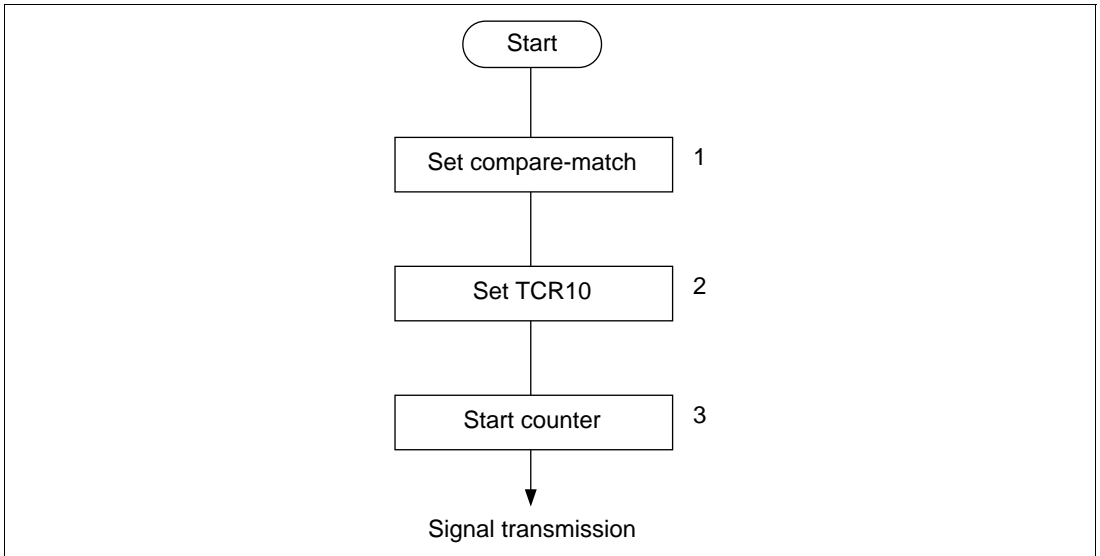 Start
Set compare-match 1
Set TCR10 2
Start counter 3
Signal transmission